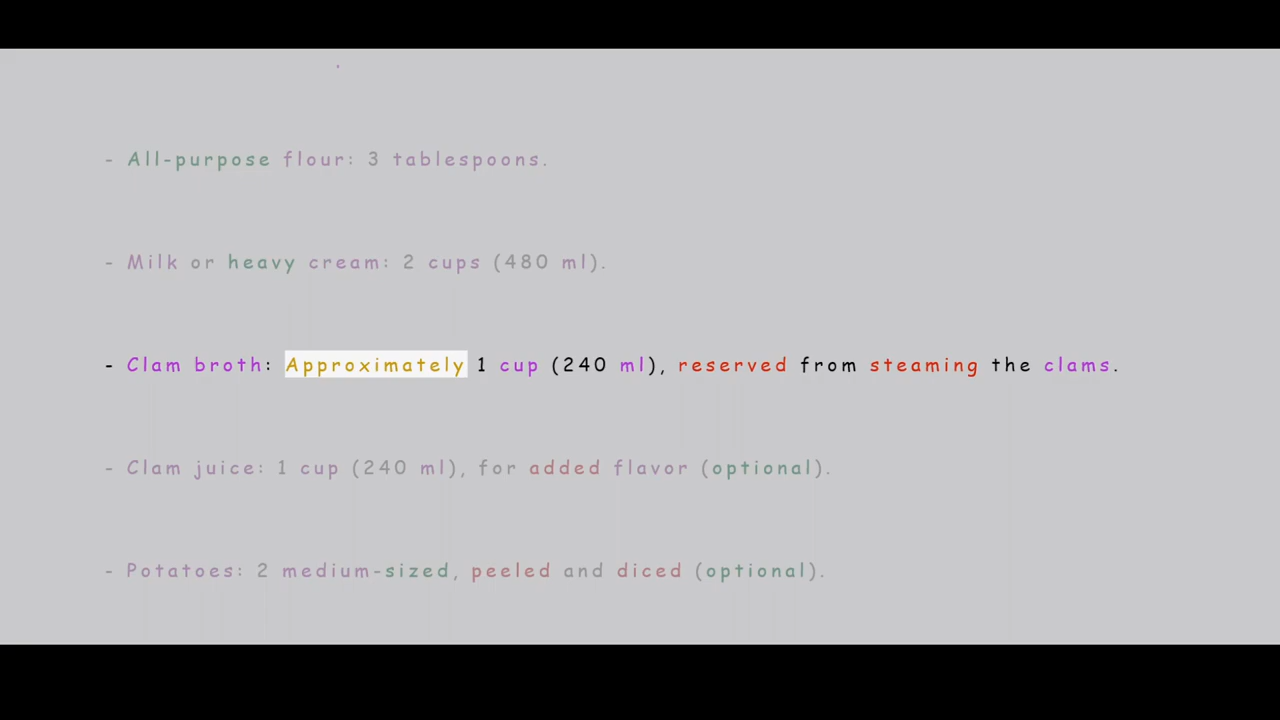 - All-purpose flour: 3 tablespoons.
- Milk or heavy cream: 2 cups (480 ml).
- Clam broth: Approximately 1 cup (240 ml), reserved from steaming the clams.
- Clam juice: 1 cup (240 ml), for added flavor (optional).
- Potatoes: 2 medium-sized, peeled and diced (optional).